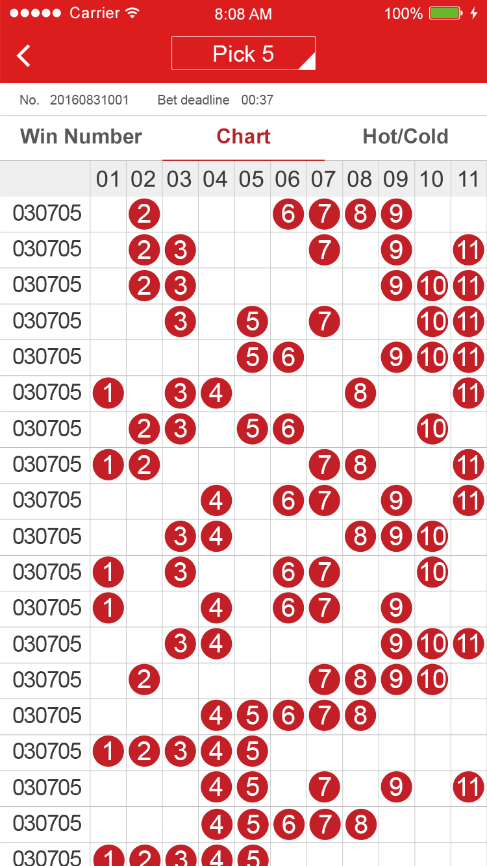 Carrier 8:08 AM 100%
Pick 5
No. 20160831001 Bet deadline 00:37
Win Number Chart Hot/Cold
01 02 03 04 05 06 07 08 09 10 11
030705 2 6 7 8 9
030705 2 3 7 9 11
030705 2 3 9 10 11
030705 3 5 7 10 11
030705 5 6 9 10 11
030705 1 3 4 8 11
030705 2 3 5 6 10
030705 1 2 7 8 11
030705 4 6 7 9 11
030705 3 4 8 9 10
030705 1 3 6 7 10
030705 1 4 6 7 9
030705 3 4 9 10 11
030705 2 7 8 9 10
030705 4 5 6 7 8
030705 1 2 3 4 5
030705 4 5 7 9 11
030705 4 5 6 7 8
030705 1 2 3 4 5